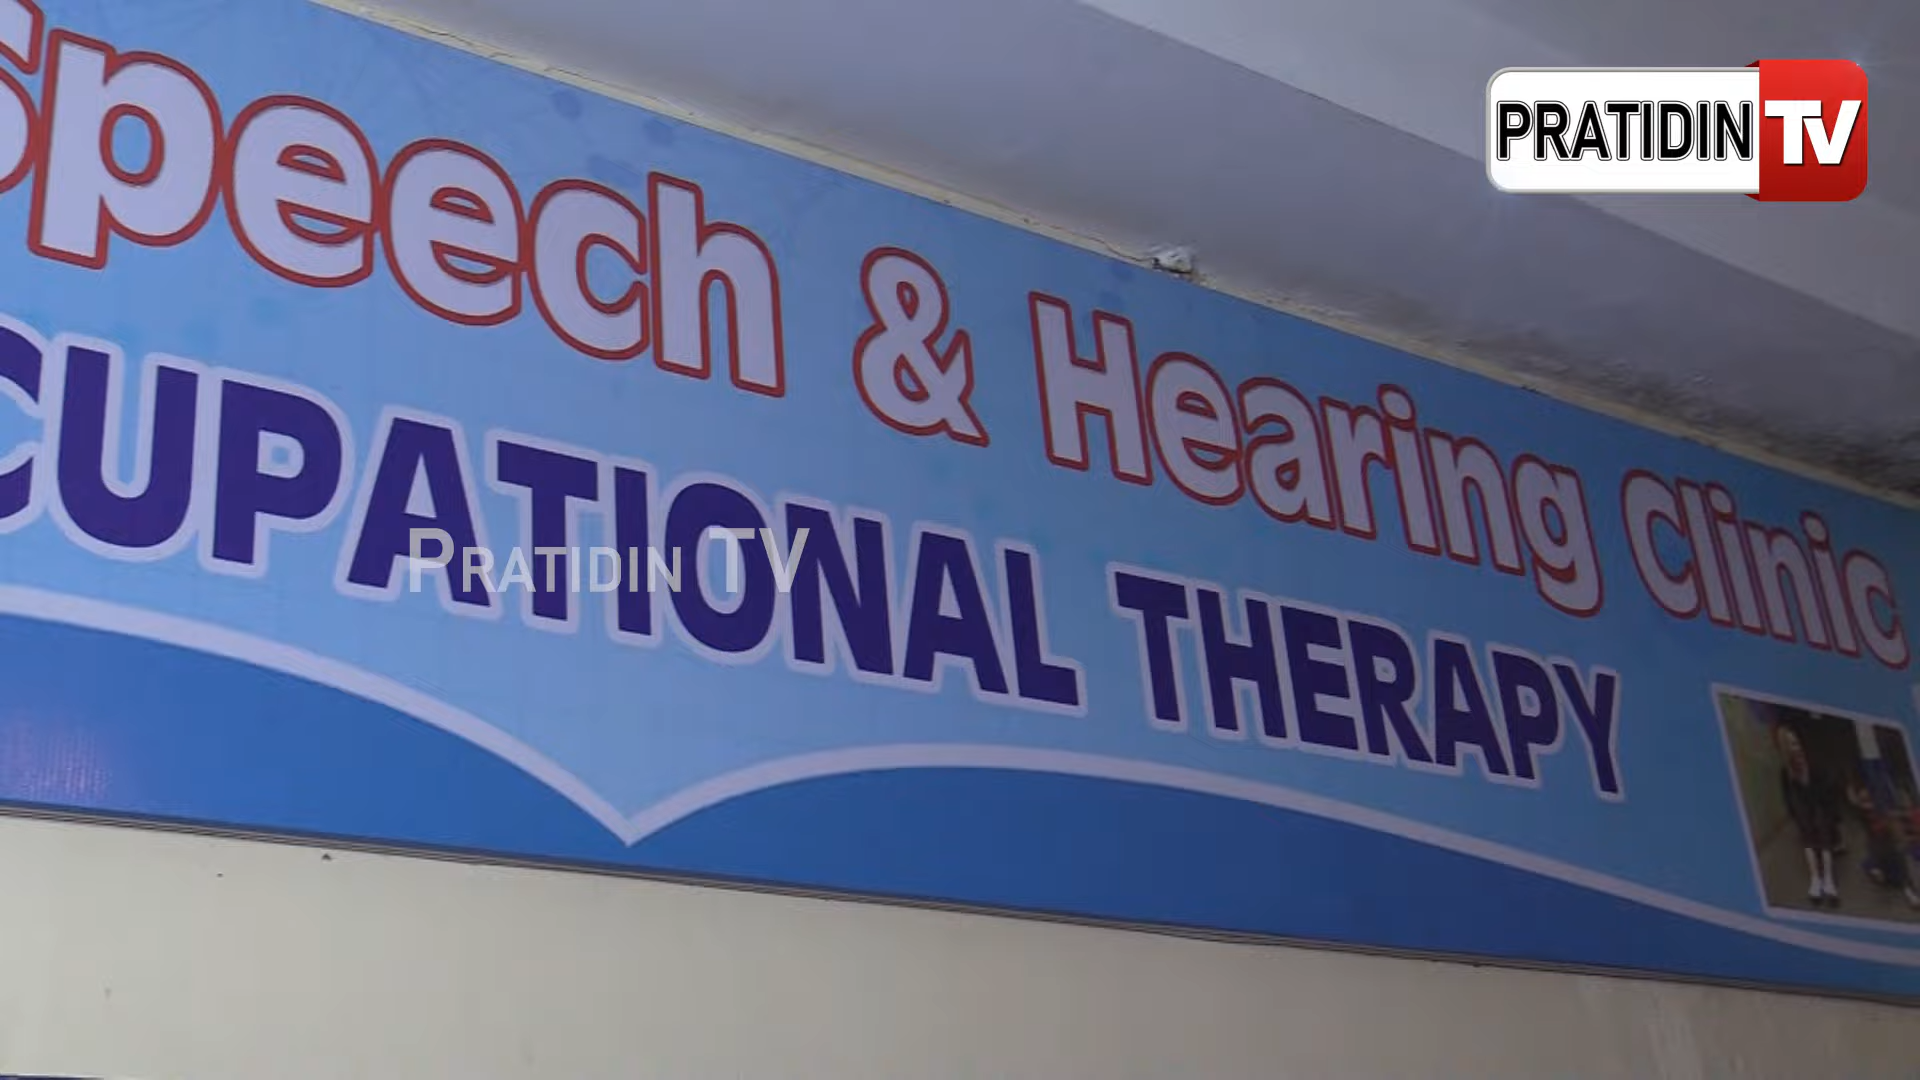 PRATIDIN TV
Speech & Hearing Clinic
CUPATIONAL THERAPY
PRATIDIN TV